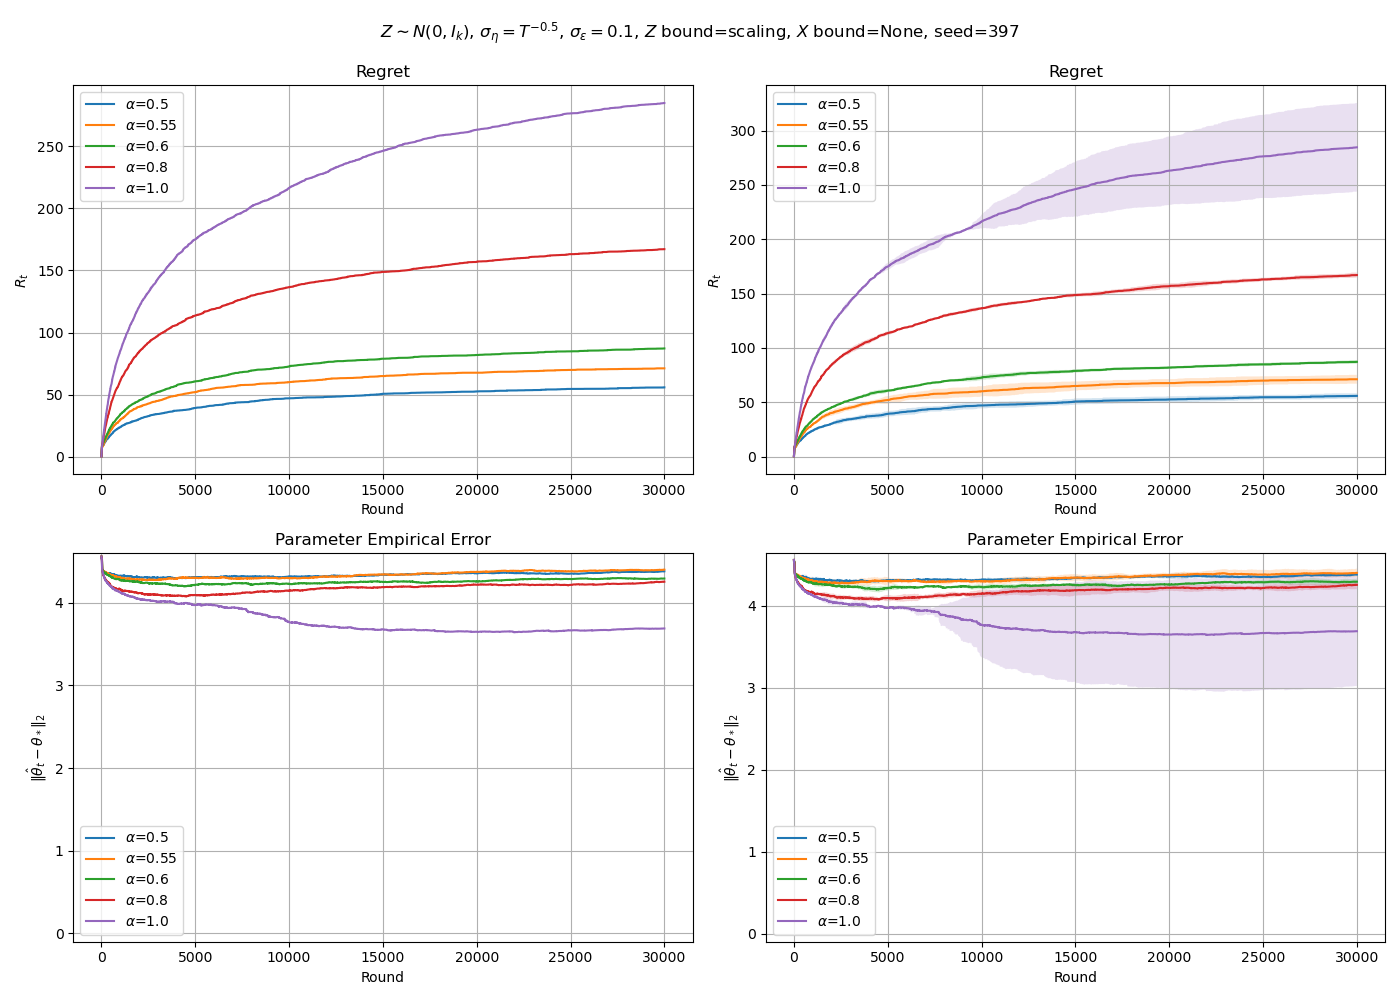 Z ∼ N(0, I_k), σ_η = T^{−0.5}, σ_ε = 0.1, Z bound=scaling, X bound=None, seed=397
Regret
α=0.5
α=0.55
α=0.6
α=0.8
α=1.0
250
200
150
100
50
0
R_t
0 5000 10000 15000 20000 25000 30000
Round
Regret
α=0.5
α=0.55
α=0.6
α=0.8
α=1.0
300
250
200
150
100
50
0
R_t
0 5000 10000 15000 20000 25000 30000
Round
Parameter Empirical Error
4
3
2
1
0
‖θ̂_t − θ_*‖_2
α=0.5
α=0.55
α=0.6
α=0.8
α=1.0
0 5000 10000 15000 20000 25000 30000
Round
Parameter Empirical Error
4
3
2
1
0
‖θ̂_t − θ_*‖_2
α=0.5
α=0.55
α=0.6
α=0.8
α=1.0
0 5000 10000 15000 20000 25000 30000
Round